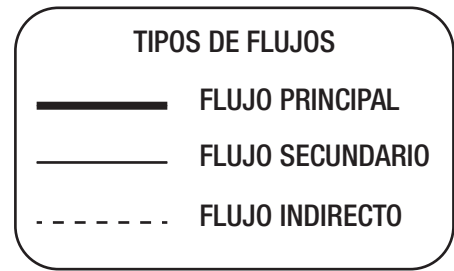 TIPOS DE FLUJOS
FLUJO PRINCIPAL
FLUJO SECUNDARIO
FLUJO INDIRECTO